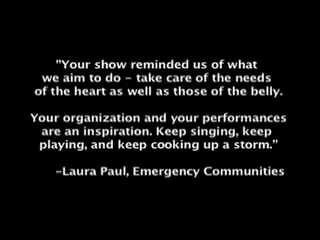 "Your show reminded us of what
we aim to do - take care of the needs
of the heart as well as those of the belly.
Your organization and your performances
are an inspiration. Keep singing, keep
playing, and keep cooking up a storm."
-Laura Paul, Emergency Communities